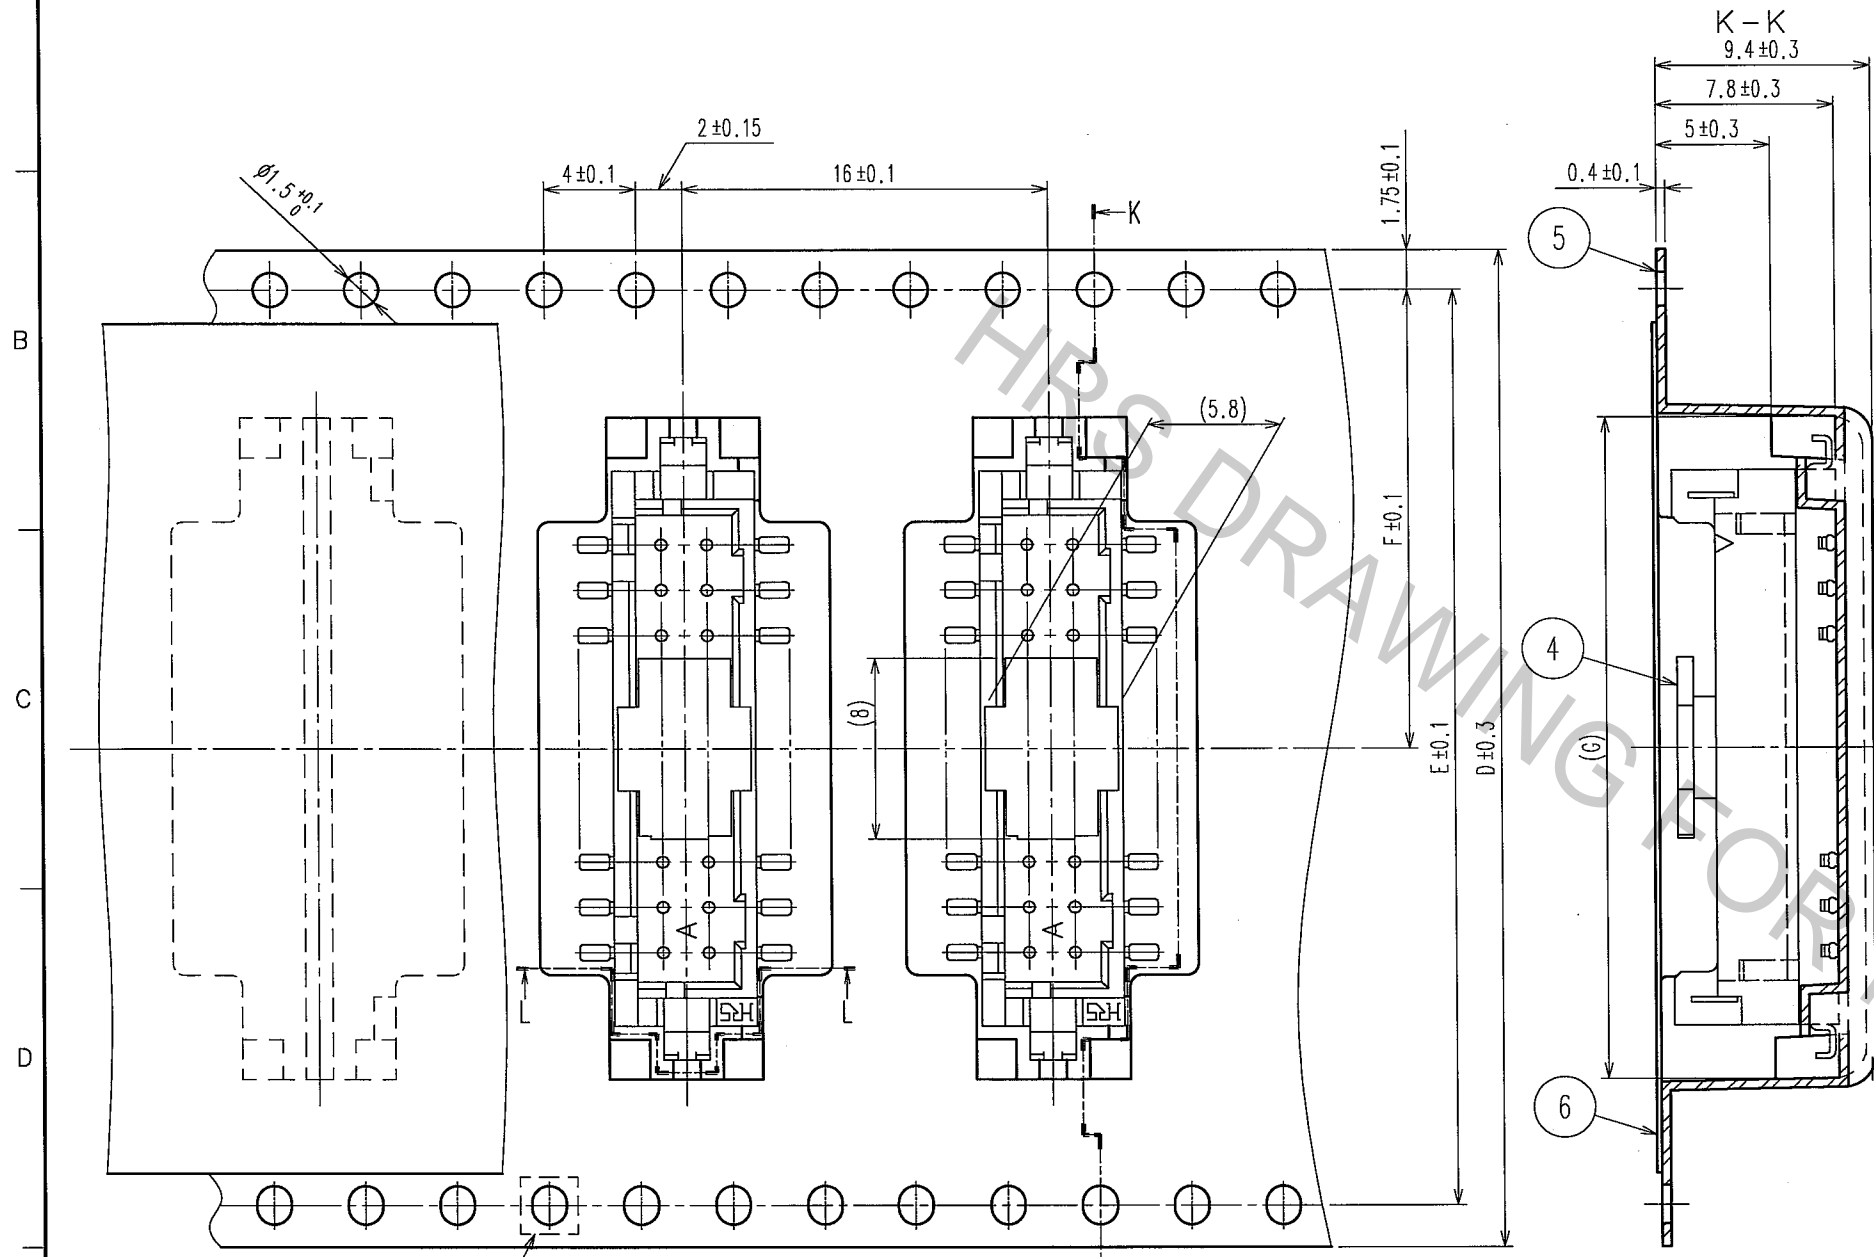 K-K
9.4±0.3
7.8±0.3
5±0.3
0.4±0.1
2±0.15
4±0.1
16±0.1
1.75±0.1
Ø1.5 +0.1 0
K
5
B
(5.8)
F±0.1
HRS DRAWING FOR
4
C
(8)
E±0.1
D±0.3
(G)
A
A
L
L
HRS
HRS
D
6